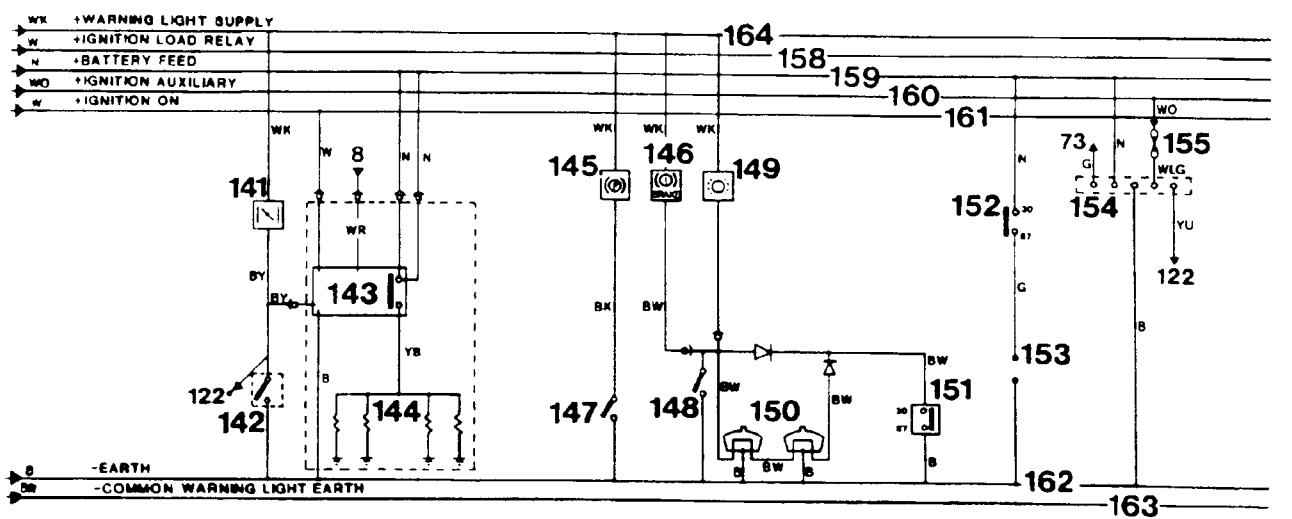 WK +WARNING LIGHT SUPPLY
W +IGNITION LOAD RELAY
N +BATTERY FEED
WO +IGNITION AUXILIARY
W +IGNITION ON
164
158
159
160
161
WK
W
8
N
N
WK
WK
WK
N
73
G
N
WO
155
WLG
141
145
146
BRAKE
149
152
30
87
154
YU
122
WR
BY
BY
143
BK
BW
G
B
YB
B
BW
153
122
142
144
147
148
BW
150
BW
151
30
87
B
BW
B
B
B -EARTH
BW -COMMON WARNING LIGHT EARTH
162
163